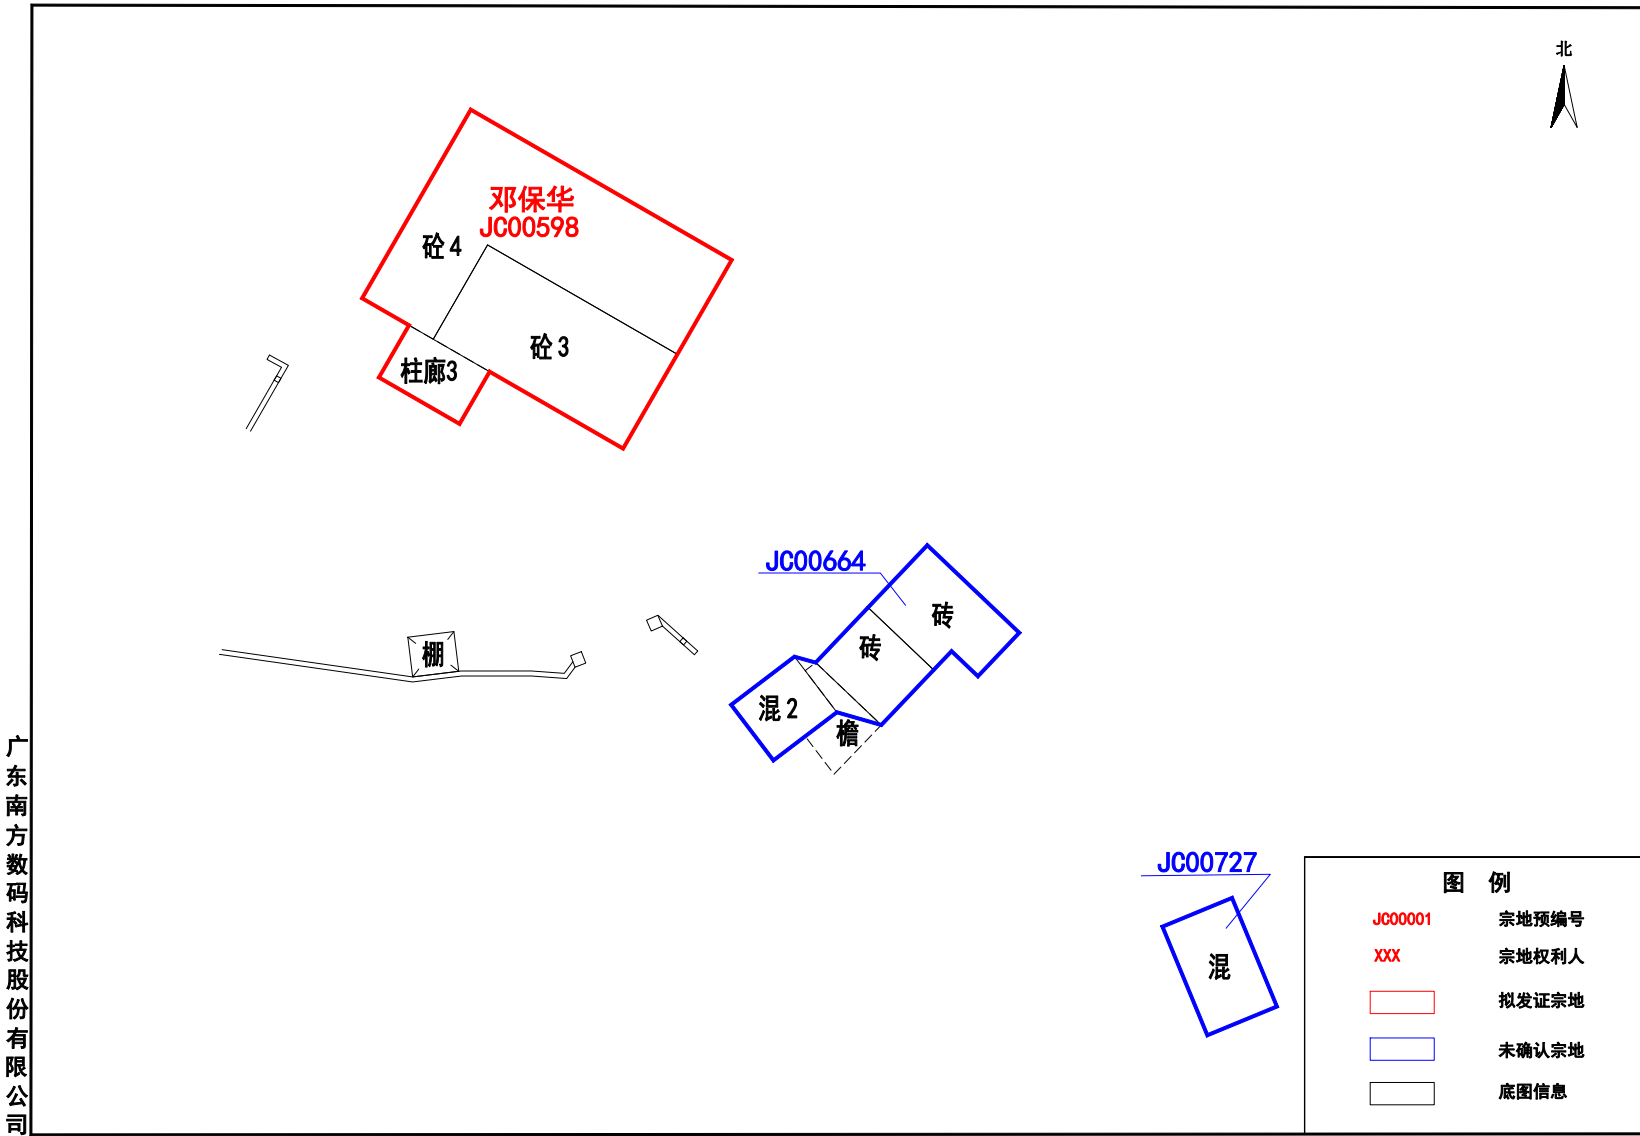 北
邓保华
JC00598
砼4
砼3
柱廊3
JC00664
砖
砖
棚
混2
檐
广东南方数码科技股份有限公司
JC00727
混
图 例
JC00001 宗地预编号
XXX 宗地权利人
拟发证宗地
未确认宗地
底图信息